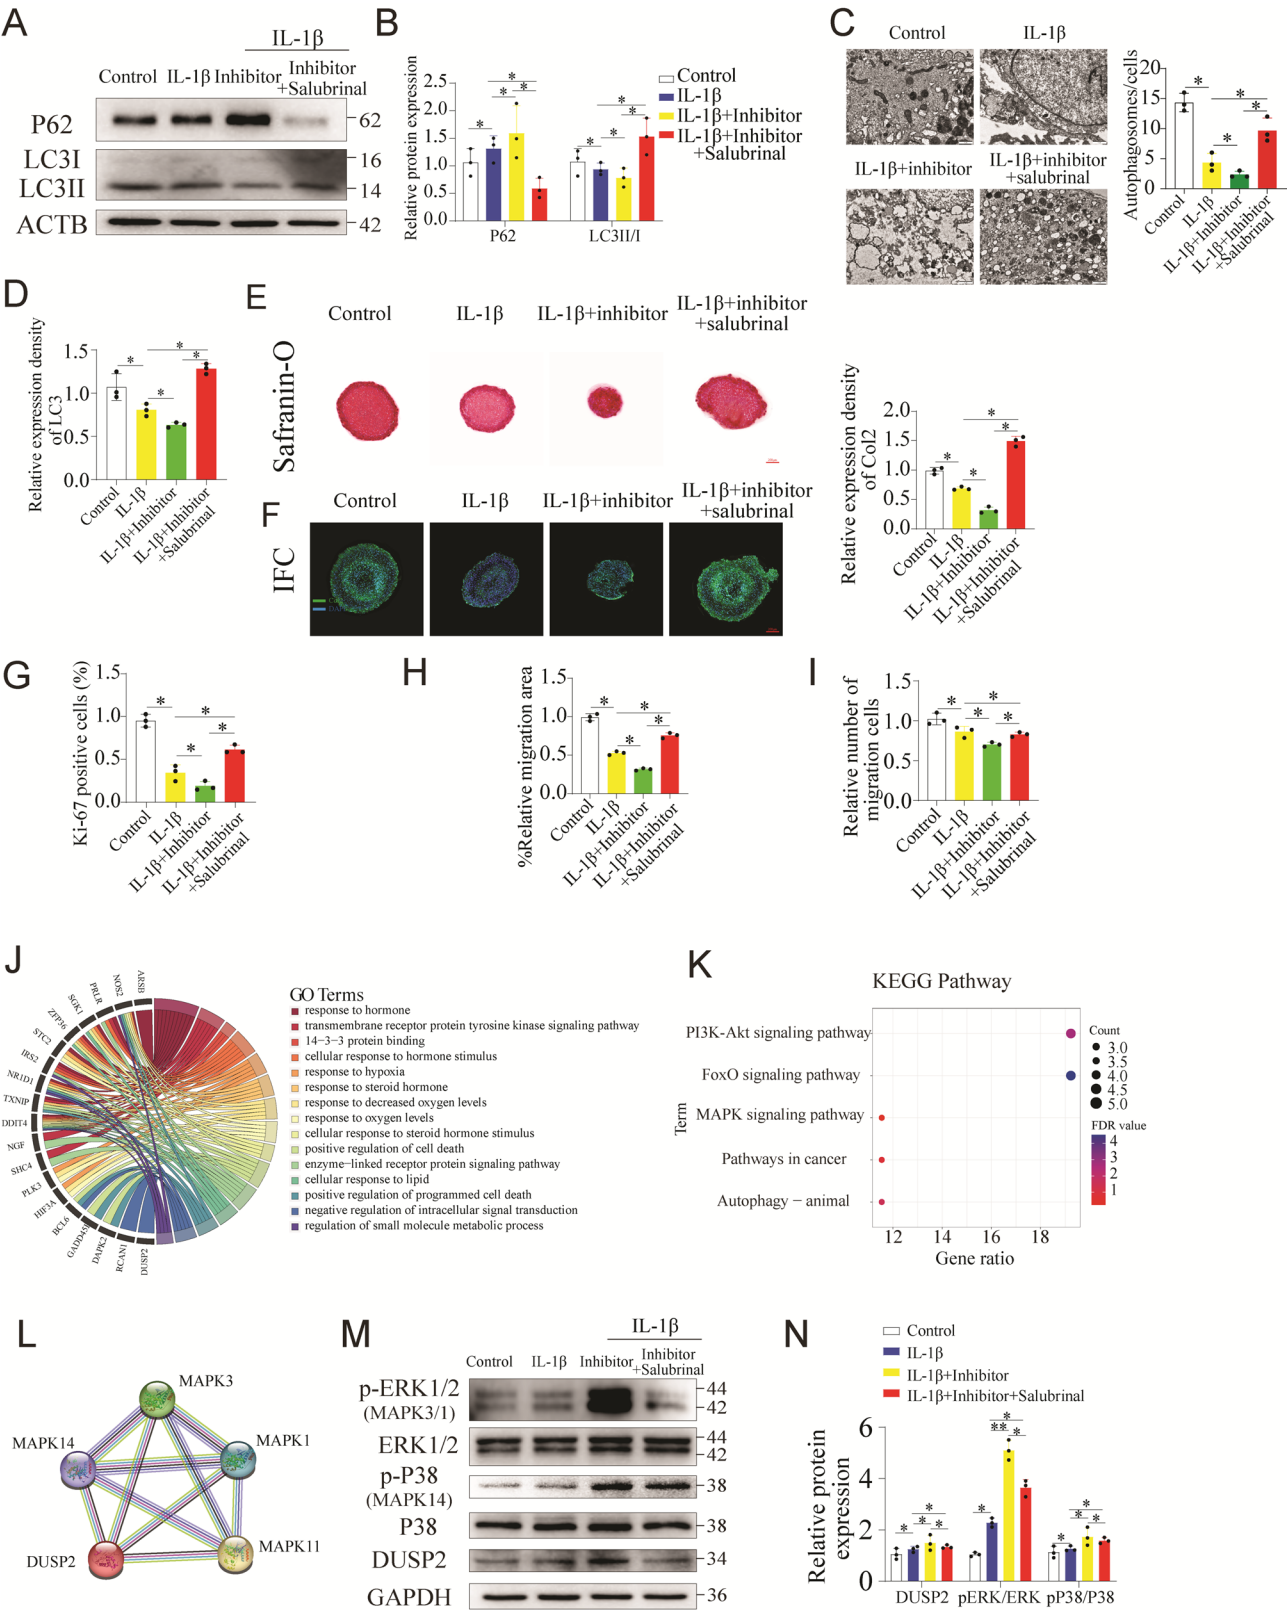 A
IL-1β
Control
IL-1β
Inhibitor
Inhibitor
+Salubrinal
P62
62
LC3I
16
LC3II
14
ACTB
42
B
Relative protein expression
2.5
2.0
1.5
1.0
0.5
0.0
* * * *
* * * *
P62
LC3II/I
Control
IL-1β
IL-1β+Inhibitor
IL-1β+Inhibitor
+Salubrinal
C
Control
IL-1β
IL-1β+inhibitor
IL-1β+inhibitor
+salubrinal
Autophagosomes/cells
20
15
10
5
0
* * * *
Control
IL-1β
IL-1β+Inhibitor
IL-1β+Inhibitor
+Salubrinal
D
Relative expression density
of LC3
1.5
1.0
0.5
0.0
* * * *
Control
IL-1β
IL-1β+Inhibitor
IL-1β+Inhibitor
+Salubrinal
E
Control
IL-1β
IL-1β+inhibitor
IL-1β+inhibitor
+salubrinal
Safranin-O
F
Control
IL-1β
IL-1β+inhibitor
IL-1β+inhibitor
+salubrinal
IFC
Relative expression density
of Col2
2.0
1.5
1.0
0.5
0.0
* * * *
Control
IL-1β
IL-1β+Inhibitor
IL-1β+Inhibitor
+Salubrinal
G
Ki-67 positive cells (%)
1.5
1.0
0.5
0.0
* * * *
Control
IL-1β
IL-1β+Inhibitor
IL-1β+Inhibitor
+Salubrinal
H
%Relative migration area
1.5
1.0
0.5
0.0
* * * *
Control
IL-1β
IL-1β+Inhibitor
IL-1β+Inhibitor
+Salubrinal
I
Relative number of
migration cells
1.5
1.0
0.5
0.0
* * * *
Control
IL-1β
IL-1β+Inhibitor
IL-1β+Inhibitor
+Salubrinal
J
ARSB
NOS2
PRLR
SGK1
ZFP36
STC2
IRS2
NR1D1
TXNIP
DDIT4
NGF
SHC4
PLK3
HIF3A
BCL6
DAPK2
RCAN1
DUSP2
GO Terms
response to hormone
transmembrane receptor protein tyrosine kinase signaling pathway
14−3−3 protein binding
cellular response to hormone stimulus
response to hypoxia
response to steroid hormone
response to decreased oxygen levels
response to oxygen levels
cellular response to steroid hormone stimulus
positive regulation of cell death
enzyme−linked receptor protein signaling pathway
cellular response to lipid
positive regulation of programmed cell death
negative regulation of intracellular signal transduction
regulation of small molecule metabolic process
K
KEGG Pathway
Term
PI3K-Akt signaling pathway
FoxO signaling pathway
MAPK signaling pathway
Pathways in cancer
Autophagy − animal
12 14 16 18
Gene ratio
Count
3.0
3.5
4.0
4.5
5.0
FDR value
4
3
2
1
L
MAPK3
MAPK14
MAPK1
DUSP2
MAPK11
M
IL-1β
Control
IL-1β
Inhibitor
Inhibitor
+Salubrinal
p-ERK1/2
(MAPK3/1)
44
42
ERK1/2
44
42
p-P38
(MAPK14)
38
P38
38
DUSP2
34
GAPDH
36
N
Control
IL-1β
IL-1β+Inhibitor
IL-1β+Inhibitor+Salubrinal
Relative protein
expression
6
4
2
0
* * * *
* ** * *
* * * *
DUSP2
pERK/ERK
pP38/P38